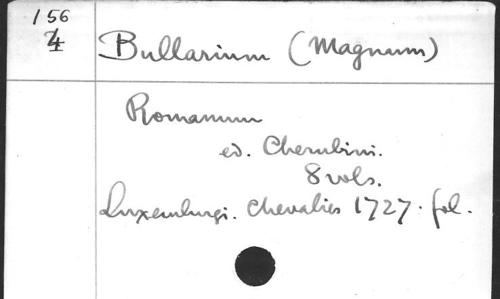 156
4
Bullarium (Magnum)
Romanum
ed. Cherubini.
8 vols.
Luxemburgi. Chevalier 1727. fol.